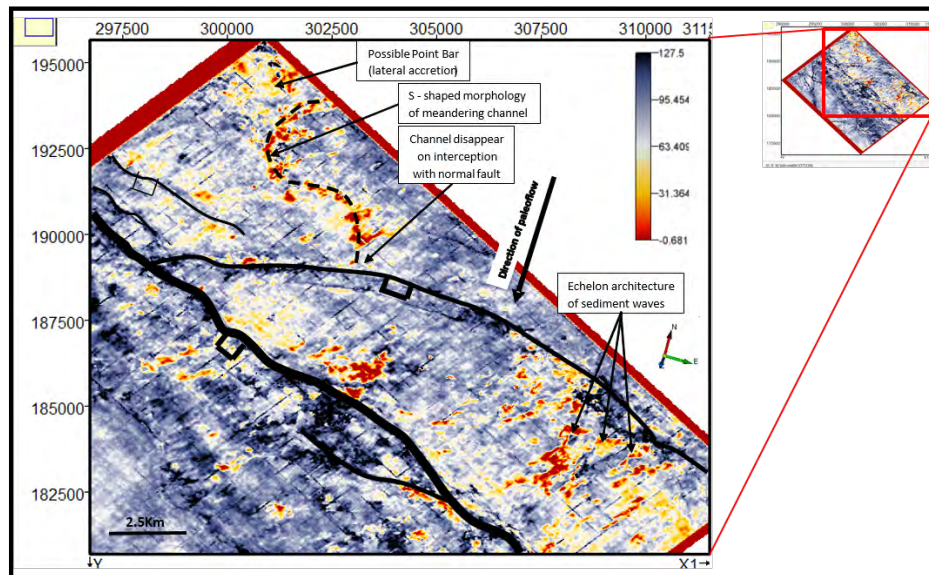 297500 300000 302500 305000 307500 310000 311
195000
192500
190000
187500
185000
182500
Possible Point Bar
(lateral accretion)
S - shaped morphology
of meandering channel
Channel disappear
on interception
with normal fault
127.5
95.454
63.409
31.364
-0.681
Direction of paleoflow
Echelon architecture
of sediment waves
N
E
2.5Km
Y
X1